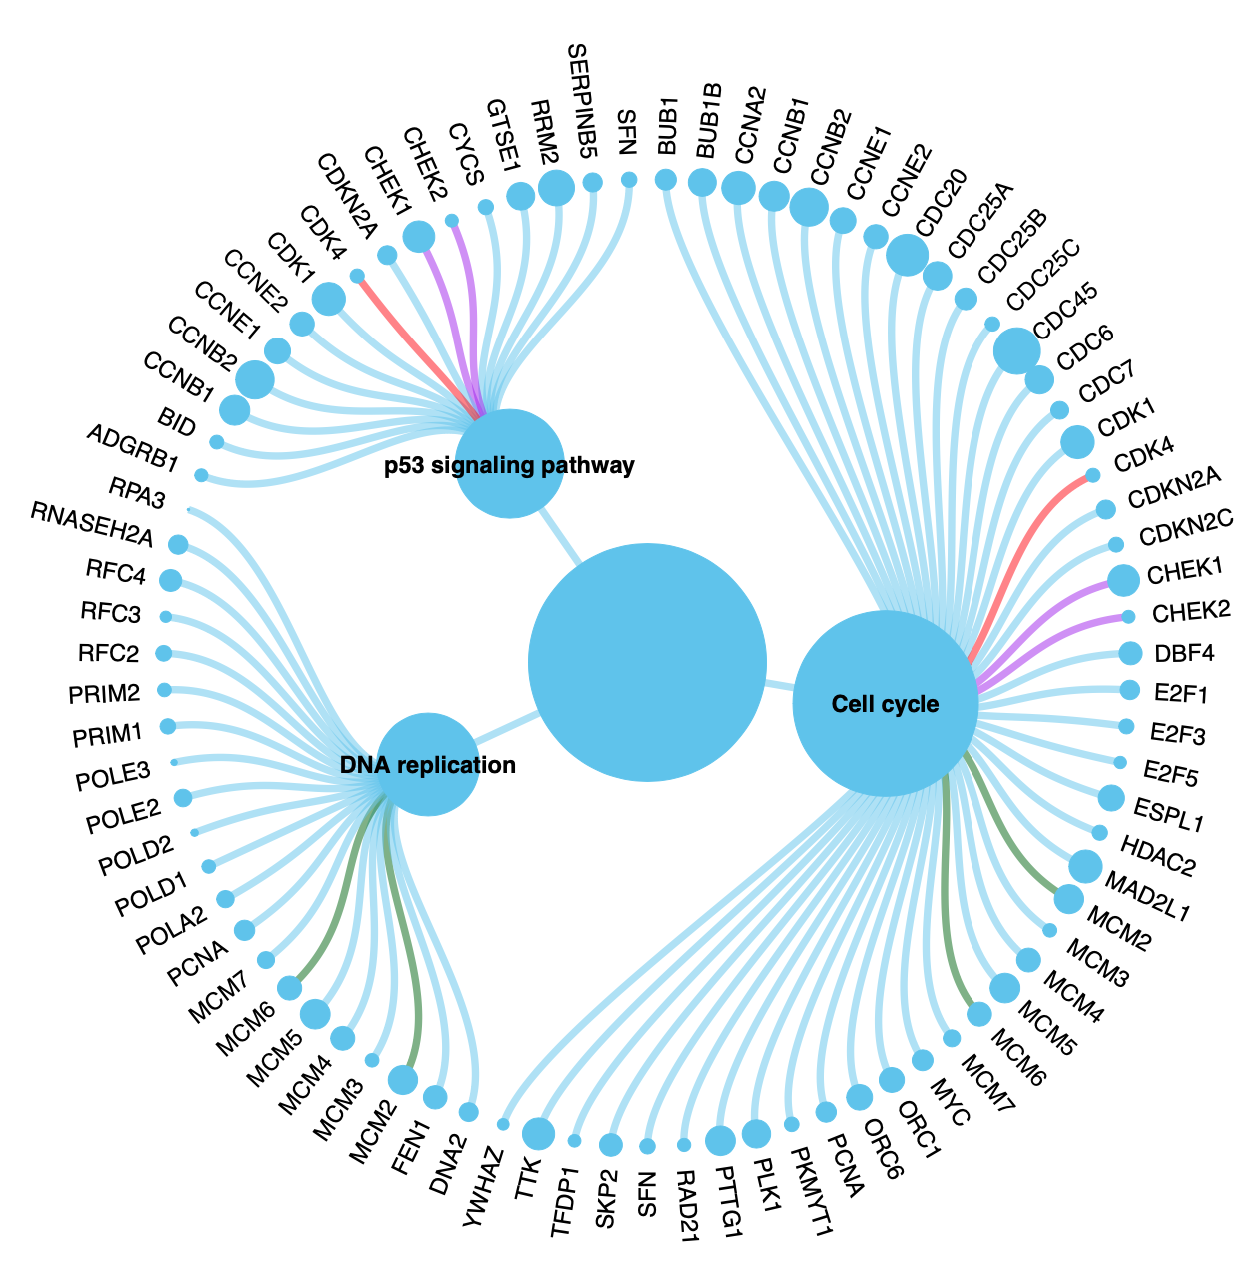 SERPINB5
SFN
BUB1
BUB1B
CCNA2
CCNB1
CCNB2
CCNE1
CCNE2
CDC20
CDC25A
CDC25B
CDC25C
CDC45
CDC6
CDC7
CDK1
CDK4
CDKN2A
CDKN2C
CHEK1
CHEK2
DBF4
E2F1
E2F3
E2F5
ESPL1
HDAC2
MAD2L1
MCM2
MCM3
MCM4
MCM5
MCM6
MCM7
MYC
ORC1
ORC6
PCNA
PKMYT1
PLK1
PTTG1
RAD21
SFN
SKP2
TFDP1
TTK
YWHAZ
DNA2
FEN1
MCM2
MCM3
MCM4
MCM5
MCM6
MCM7
PCNA
POLA2
POLD1
POLD2
POLE2
POLE3
PRIM1
PRIM2
RFC2
RFC3
RFC4
RNASEH2A
RPA3
ADGRB1
BID
CCNB1
CCNB2
CCNE1
CCNE2
CDK1
CDK4
CDKN2A
CHEK1
CHEK2
CYCS
GTSE1
RRM2
p53 signaling pathway
Cell cycle
DNA replication